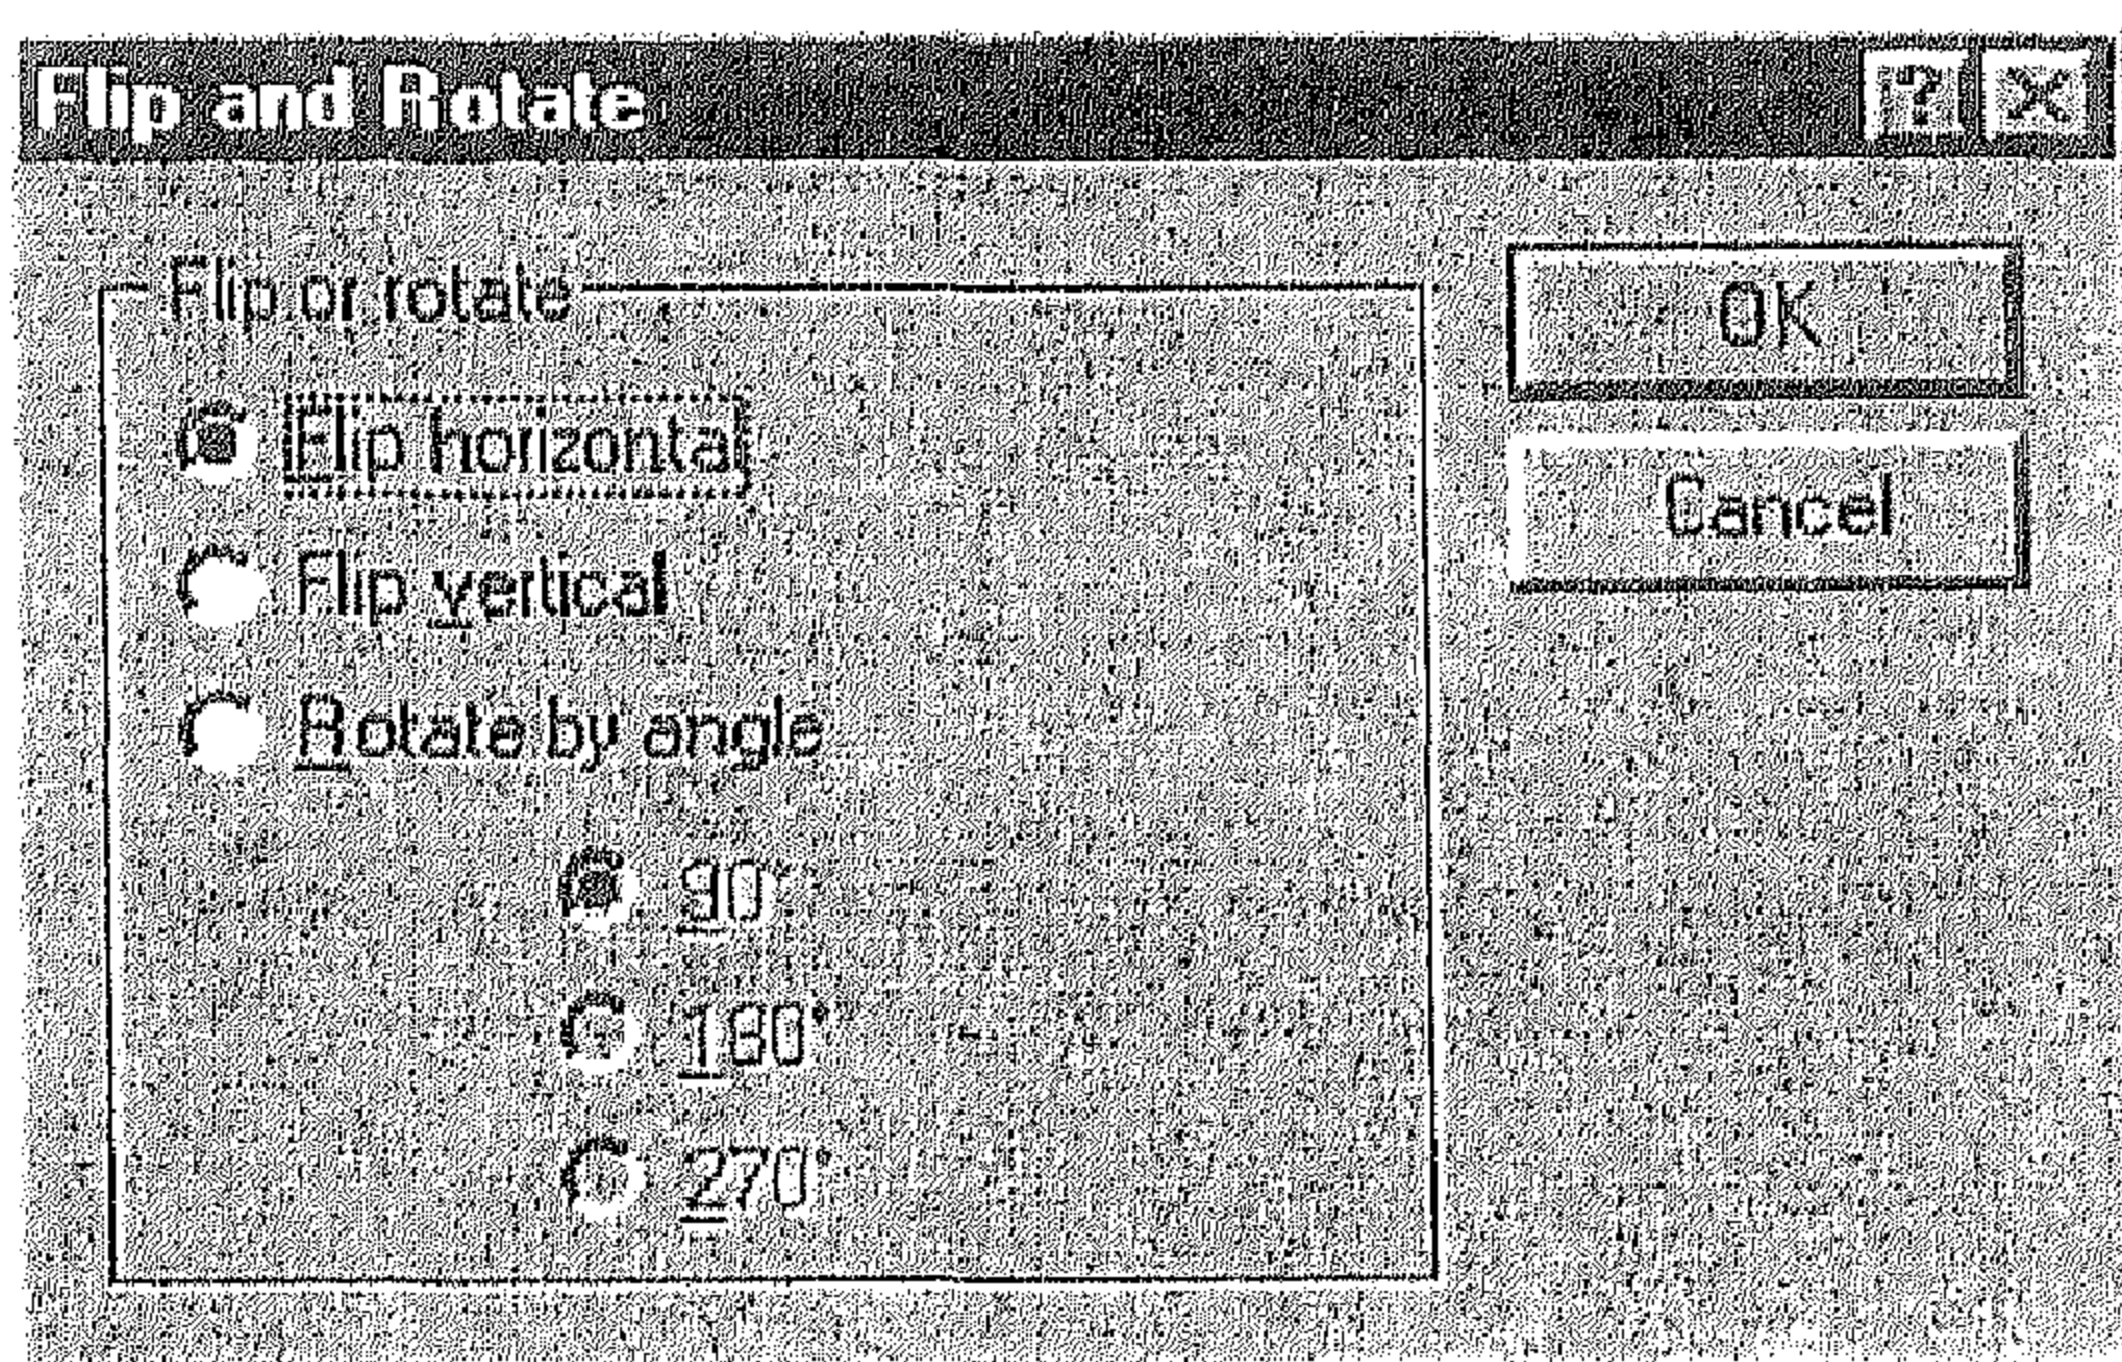 Flip and Rotate
Flip or rotate
Flip horizontal
Flip vertical
Rotate by angle
90°
180°
270°
OK
Cancel